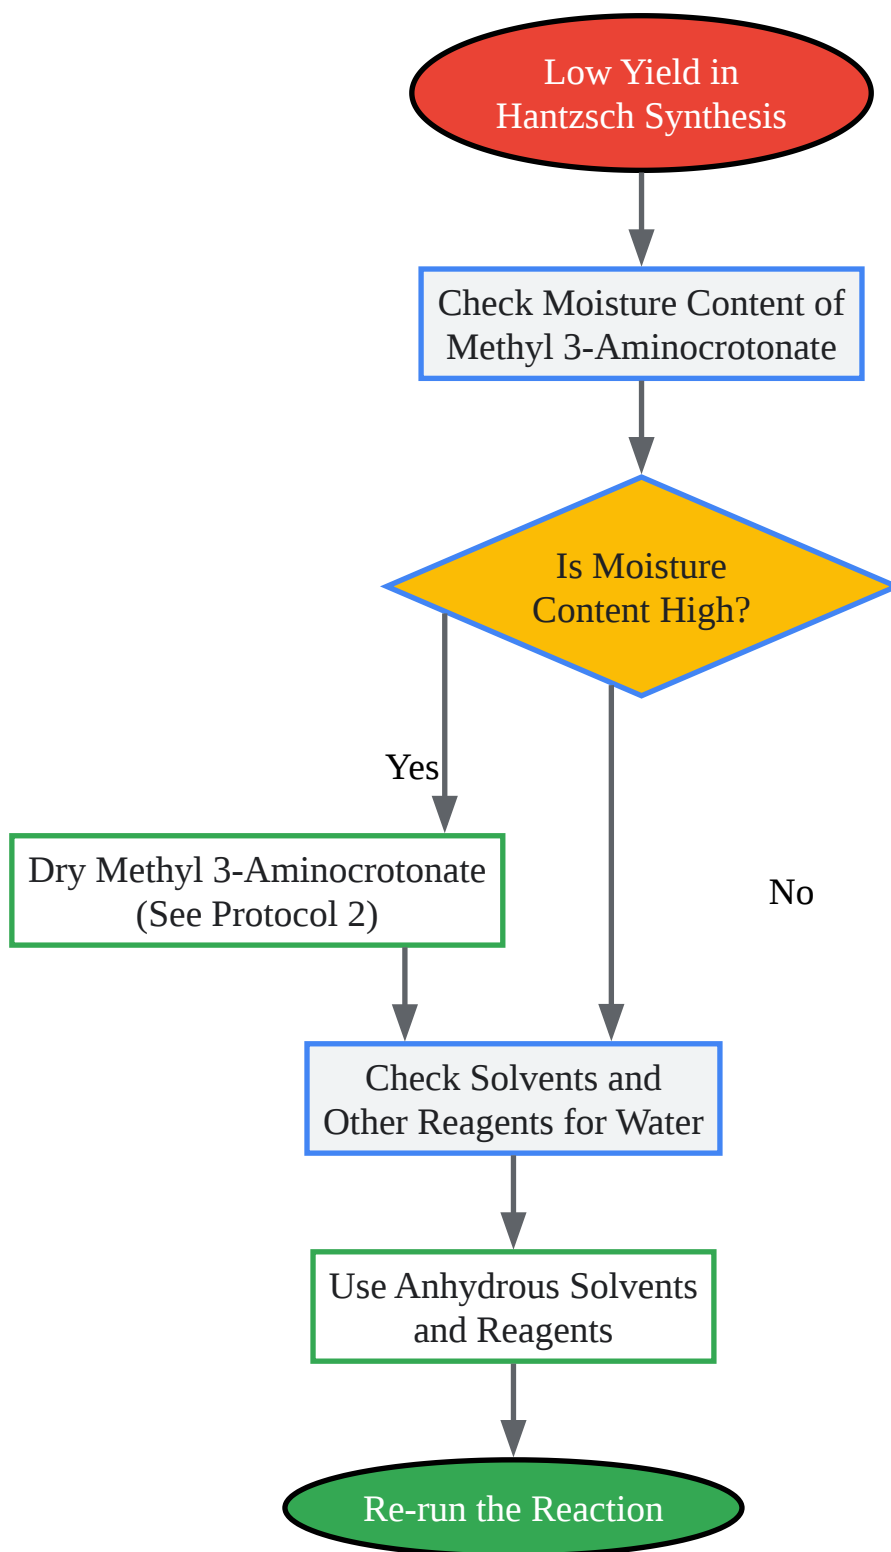 Low Yield in
Hantzsch Synthesis
Check Moisture Content of
Methyl 3-Aminocrotonate
Is Moisture
Content High?
Yes
Dry Methyl 3-Aminocrotonate
(See Protocol 2)
No
Check Solvents and
Other Reagents for Water
Use Anhydrous Solvents
and Reagents
Re-run the Reaction